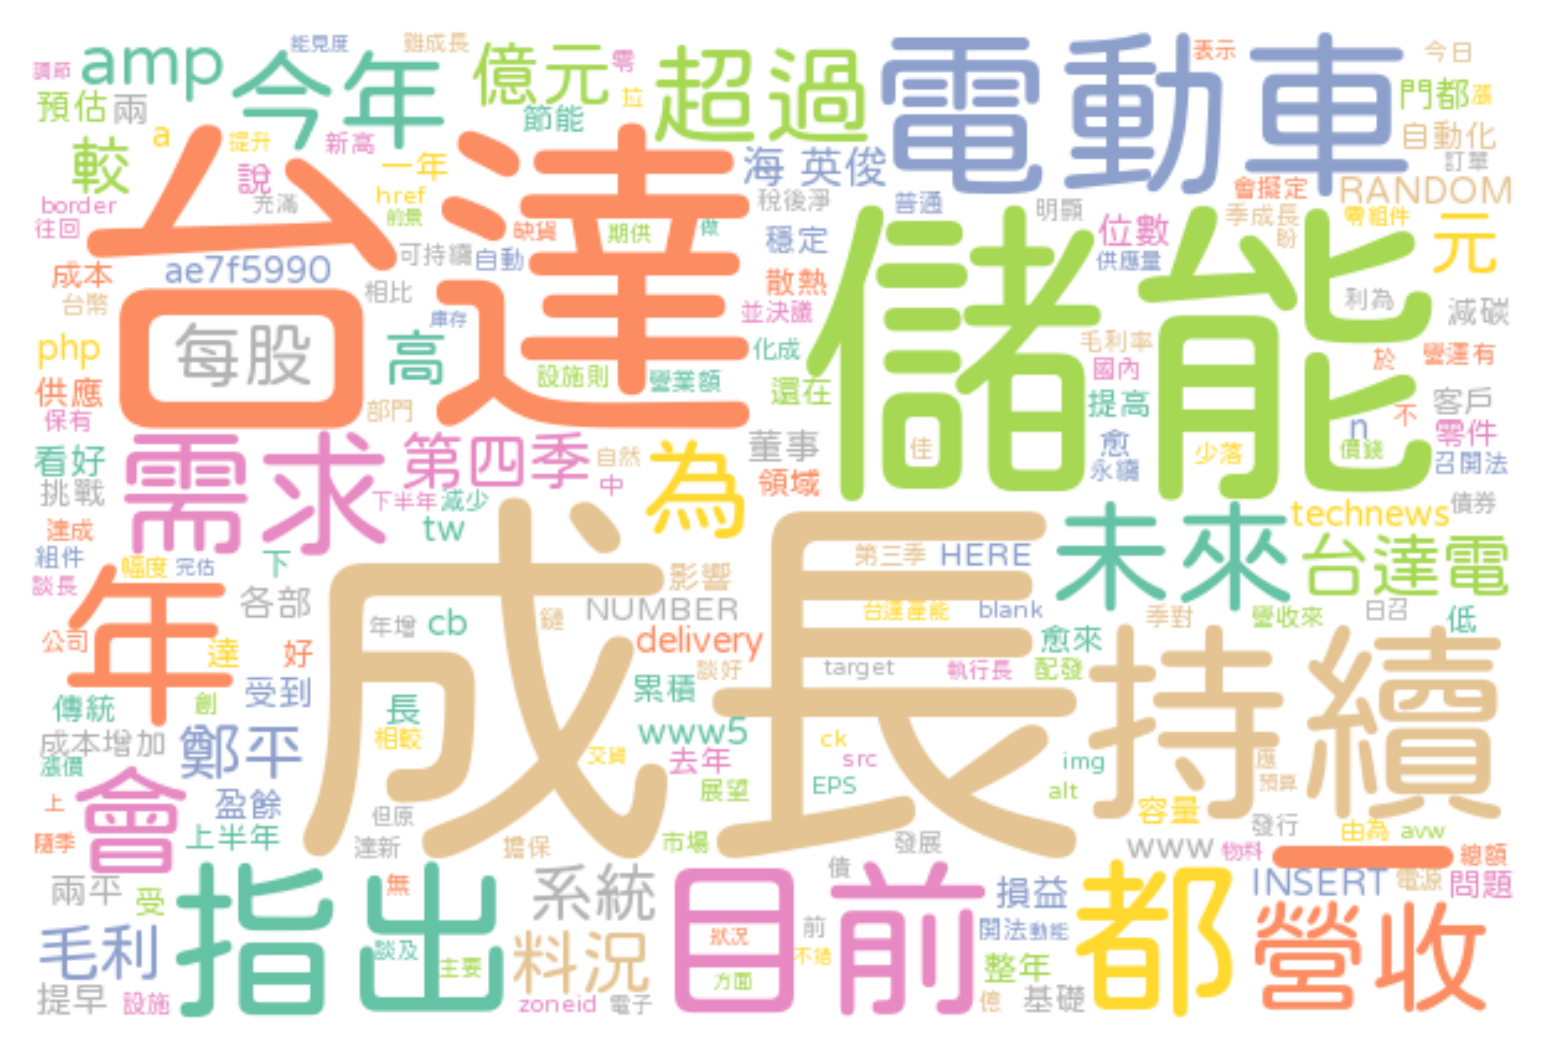 調節
amp
能見度
今年
雖成長
億元
零
拉
超過
電動車
表示
今日
預估
兩
節能
門都
漲
自動化
較
a
提升
新高
一年
海
英俊
訂單
說
充滿
href
前景
稅後淨
普通
明顯
會擬定
RANDOM
border
往回
台達
缺貨
期供
做
穩定
位數
季成長
盼
零組件
元
成本
ae7f5990
可持續
自動
散熱
供應量
儲能
台幣
相比
庫存
並決議
利為
減碳
php
每股
高
化成
毛利率
於
營運有
供應
設施則
營業額
還在
國內
提高
客戶
保有
部門
n
不
零件
看好
需求
第四季
自然
中
為
董事
佳
愈
永續
少落
價錢
召開法
挑戰
下半年
減少
領域
達成
tw
成長
未來
technews
債券
組件
幅度
完估
下
影響
第三季
HERE
台達電
談長
年
各部
NUMBER
台達產能
blank
季對
營收來
日召
低
公司
達
好
年增
cb
鏈
delivery
愈來
持續
談好
target
執行長
配發
傳統
創
受到
長
累積
成本增加
鄭平
相較
www5
ck
漲價
交貨
去年
src
img
應
會
展望
EPS
alt
預算
上
盈餘
但原
容量
隨季
上半年
達新
擔保
市場
發展
發行
由為
avw
www
物料
一
總額
兩平
受
指出
無
系統
目前
債
損益
都
INSERT
電源
問題
毛利
談及
主要
料況
狀況
前
開法
動能
營收
不錯
整年
提早
設施
zoneid
電子
方面
億
基礎